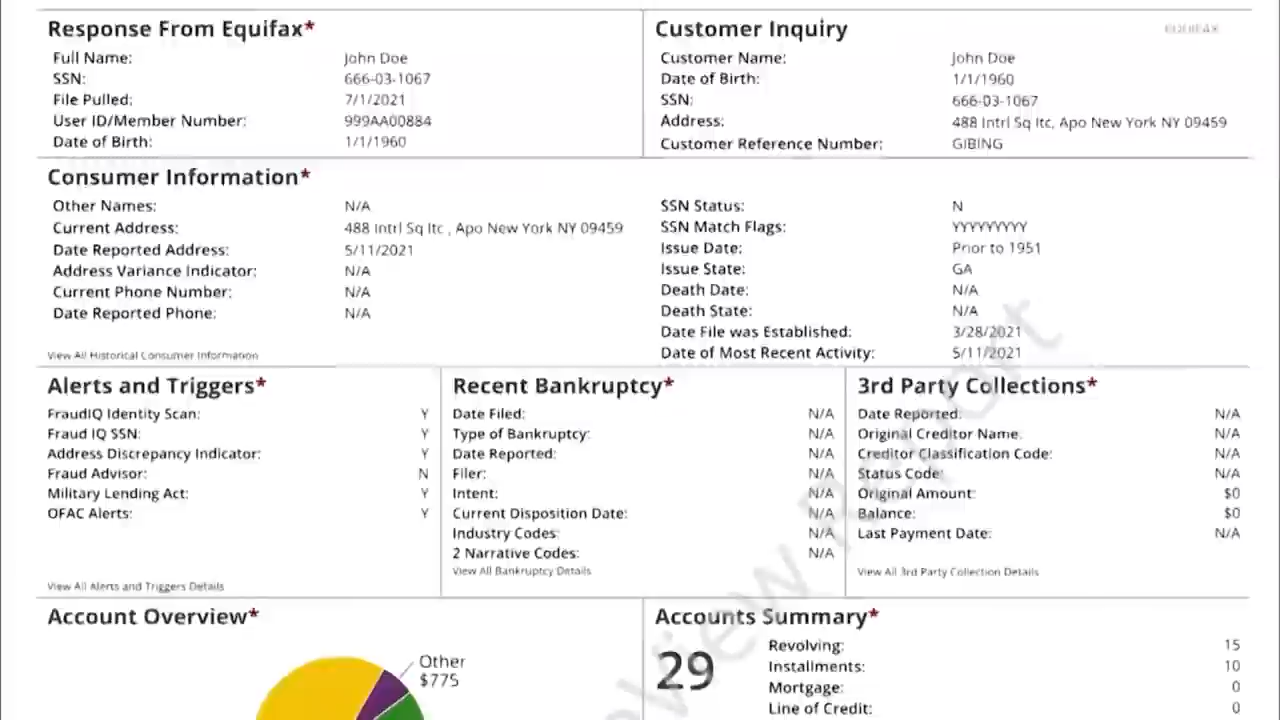 Response From Equifax*
Full Name: John Doe
SSN: 666-03-1067
File Pulled: 7/1/2021
User ID/Member Number: 999AA00884
Date of Birth: 1/1/1960
Customer Inquiry EQUIFAX
Customer Name: John Doe
Date of Birth: 1/1/1960
SSN: 666-03-1067
Address: 488 Intrl Sq Itc, Apo New York NY 09459
Customer Reference Number: GIBING
Consumer Information*
Other Names: N/A
Current Address: 488 Intrl Sq Itc , Apo New York NY 09459
Date Reported Address: 5/11/2021
Address Variance Indicator: N/A
Current Phone Number: N/A
Date Reported Phone: N/A
View All Historical Consumer Information
SSN Status: N
SSN Match Flags: YYYYYYYYY
Issue Date: Prior to 1951
Issue State: GA
Death Date: N/A
Death State: N/A
Date File was Established: 3/28/2021
Date of Most Recent Activity: 5/11/2021
Alerts and Triggers*
FraudIQ Identity Scan: Y
Fraud IQ SSN: Y
Address Discrepancy Indicator: Y
Fraud Advisor: N
Military Lending Act: Y
OFAC Alerts: Y
View All Alerts and Triggers Details
Recent Bankruptcy*
Date Filed: N/A
Type of Bankruptcy: N/A
Date Reported: N/A
Filer: N/A
Intent: N/A
Current Disposition Date: N/A
Industry Codes: N/A
2 Narrative Codes: N/A
View All Bankruptcy Details
3rd Party Collections*
Date Reported: N/A
Original Creditor Name: N/A
Creditor Classification Code: N/A
Status Code: N/A
Original Amount: $0
Balance: $0
Last Payment Date: N/A
View All 3rd Party Collection Details
Account Overview*
Other
$775
Accounts Summary*
29
Revolving: 15
Installments: 10
Mortgage: 0
Line of Credit: 0
view Report